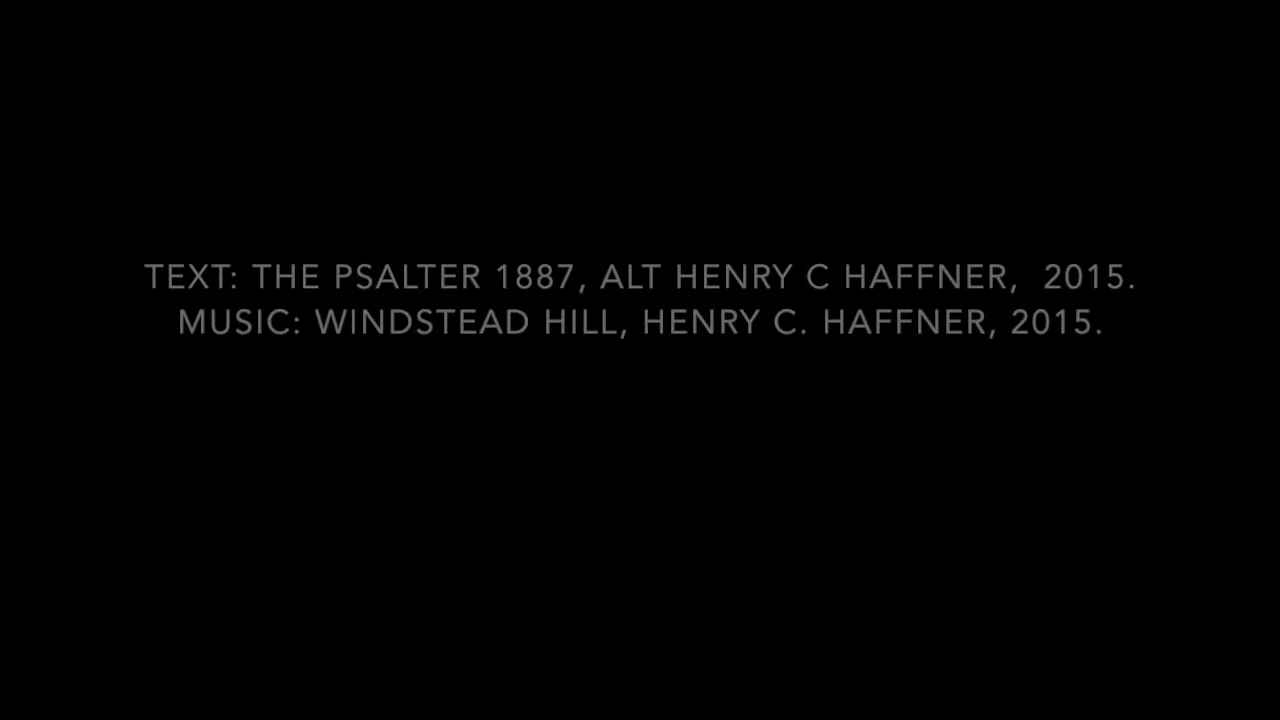 TEXT: THE PSALTER 1887, ALT HENRY C HAFFNER,  2015.
MUSIC: WINDSTEAD HILL, HENRY C. HAFFNER, 2015.